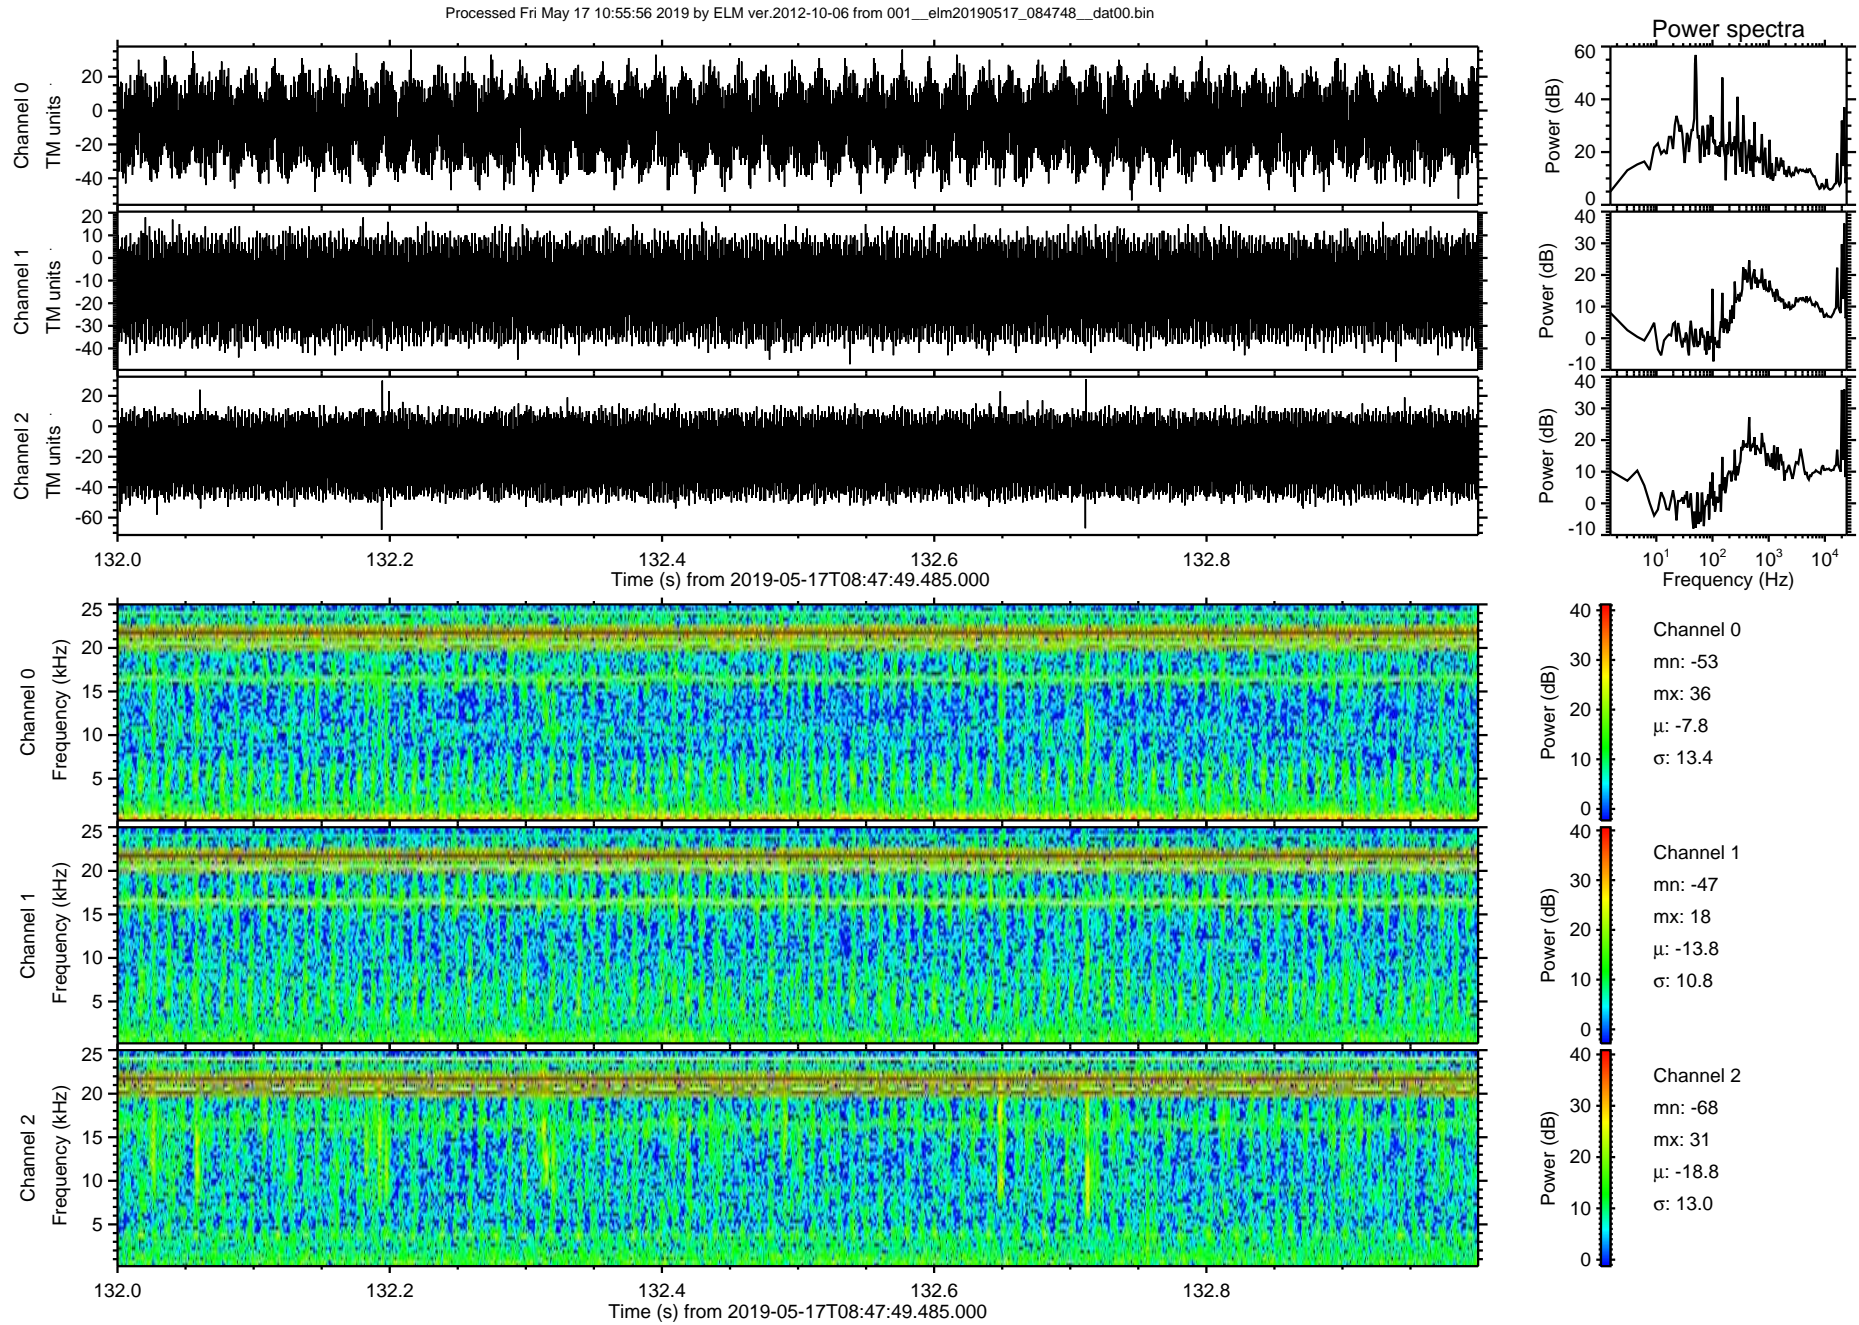 Processed Fri May 17 10:55:56 2019 by ELM ver.2012-10-06 from 001__elm20190517_084748__dat00.bin
Power spectra
Channel 0
TM units
20
0
-20
-40
Power (dB)
60
40
20
0
Channel 1
TM units
20
10
0
-10
-20
-30
-40
Power (dB)
40
30
20
10
0
-10
Channel 2
TM units
20
0
-20
-40
-60
Power (dB)
40
30
20
10
0
-10
132.0 132.2 132.4 132.6 132.8
Time (s) from 2019-05-17T08:47:49.485.000
10¹ 10² 10³ 10⁴
Frequency (Hz)
Channel 0
Frequency (kHz)
25
20
15
10
5
Power (dB)
40
30
20
10
0
Channel 0
mn: -53
mx: 36
μ: -7.8
σ: 13.4
Channel 1
Frequency (kHz)
25
20
15
10
5
Power (dB)
40
30
20
10
0
Channel 1
mn: -47
mx: 18
μ: -13.8
σ: 10.8
Channel 2
Frequency (kHz)
25
20
15
10
5
Power (dB)
40
30
20
10
0
Channel 2
mn: -68
mx: 31
μ: -18.8
σ: 13.0
132.0 132.2 132.4 132.6 132.8
Time (s) from 2019-05-17T08:47:49.485.000